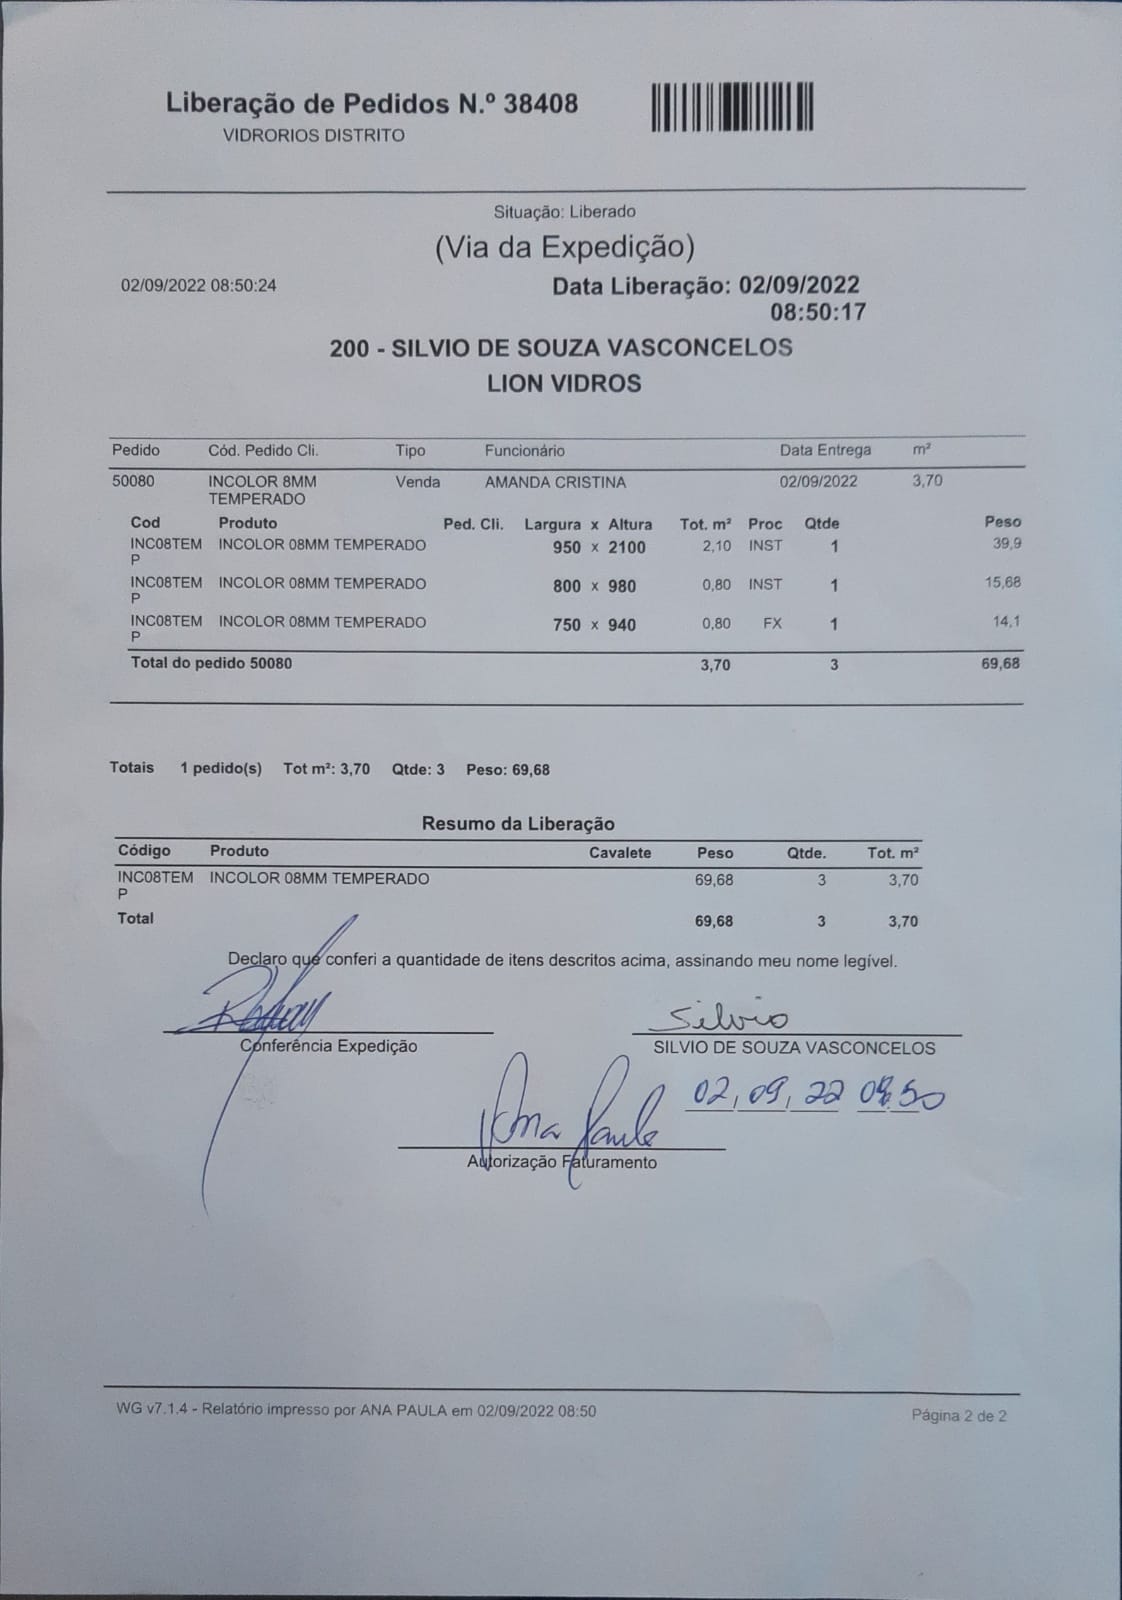 Liberação de Pedidos N.º 38408
VIDRORIOS DISTRITO
Situação: Liberado
(Via da Expedição)
02/09/2022 08:50:24
Data Liberação: 02/09/2022
08:50:17
200 - SILVIO DE SOUZA VASCONCELOS
LION VIDROS
Pedido Cód. Pedido Cli. Tipo Funcionário Data Entrega m²
50080 INCOLOR 8MM Venda AMANDA CRISTINA 02/09/2022 3,70
TEMPERADO
Cod Produto Ped. Cli. Largura x Altura Tot. m² Proc Qtde Peso
INC08TEM INCOLOR 08MM TEMPERADO 950 x 2100 2,10 INST 1 39,9
P
INC08TEM INCOLOR 08MM TEMPERADO 800 x 980 0,80 INST 1 15,68
P
INC08TEM INCOLOR 08MM TEMPERADO 750 x 940 0,80 FX 1 14,1
P
Total do pedido 50080 3,70 3 69,68
Totais 1 pedido(s) Tot m²: 3,70 Qtde: 3 Peso: 69,68
Resumo da Liberação
Código Produto Cavalete Peso Qtde. Tot. m²
INC08TEM INCOLOR 08MM TEMPERADO 69,68 3 3,70
P
Total 69,68 3 3,70
Declaro que conferi a quantidade de itens descritos acima, assinando meu nome legível.
Silvio
Conferência Expedição SILVIO DE SOUZA VASCONCELOS
02, 09, 22 08:50
Ana Paula
Autorização Faturamento
WG v7.1.4 - Relatório impresso por ANA PAULA em 02/09/2022 08:50
Página 2 de 2